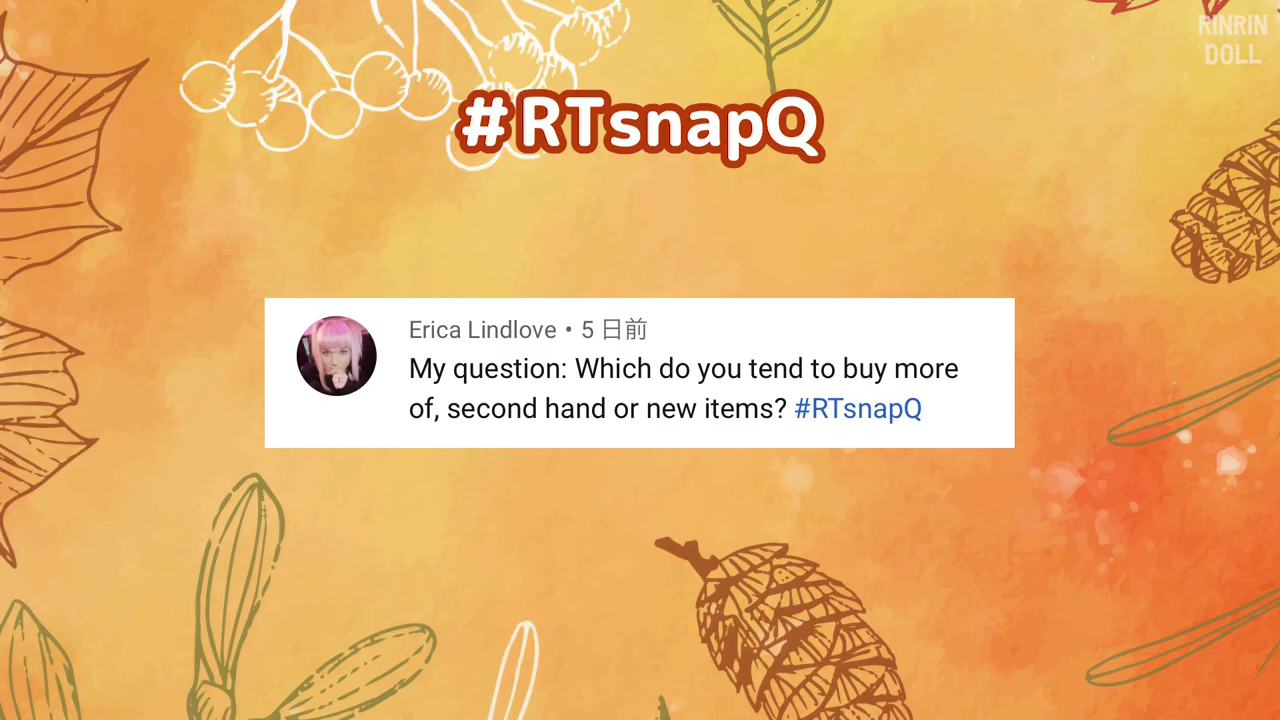 RINRIN
DOLL
#RTsnapQ
Erica Lindlove • 5 日前
My question: Which do you tend to buy more
of, second hand or new items? #RTsnapQ